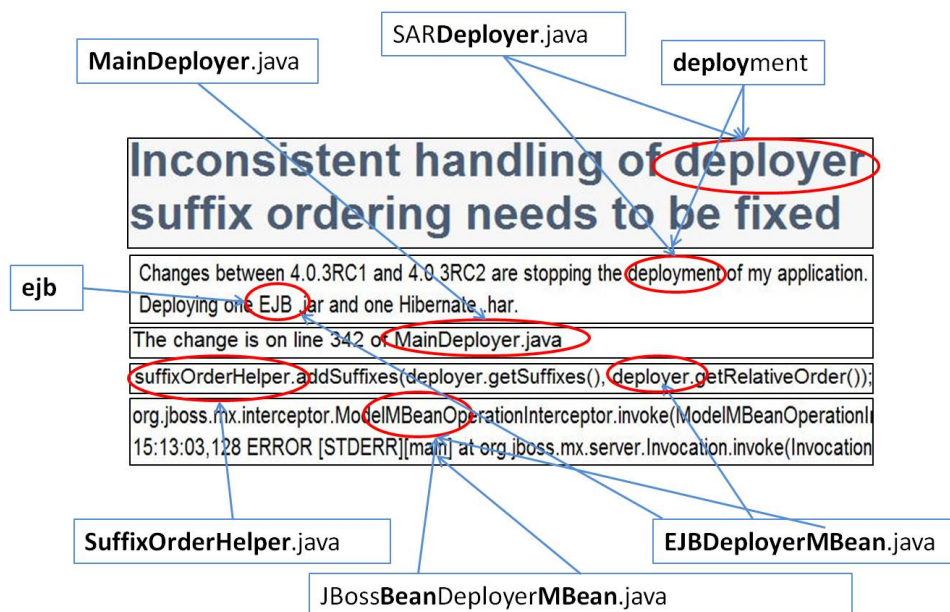 SARDeployer.java
MainDeployer.java
deployment
Inconsistent handling of deployer
suffix ordering needs to be fixed
Changes between 4.0.3RC1 and 4.0.3RC2 are stopping the deployment of my application.
Deploying one EJB .jar and one Hibernate .har.
ejb
The change is on line 342 of MainDeployer.java
suffixOrderHelper.addSuffixes(deployer.getSuffixes(), deployer.getRelativeOrder());
org.jboss.mx.interceptor.ModelMBeanOperationInterceptor.invoke(ModelMBeanOperationI
15:13:03,128 ERROR [STDERR][main] at org.jboss.mx.server.Invocation.invoke(Invocation
SuffixOrderHelper.java
EJBDeployerMBean.java
JBossBeanDeployerMBean.java